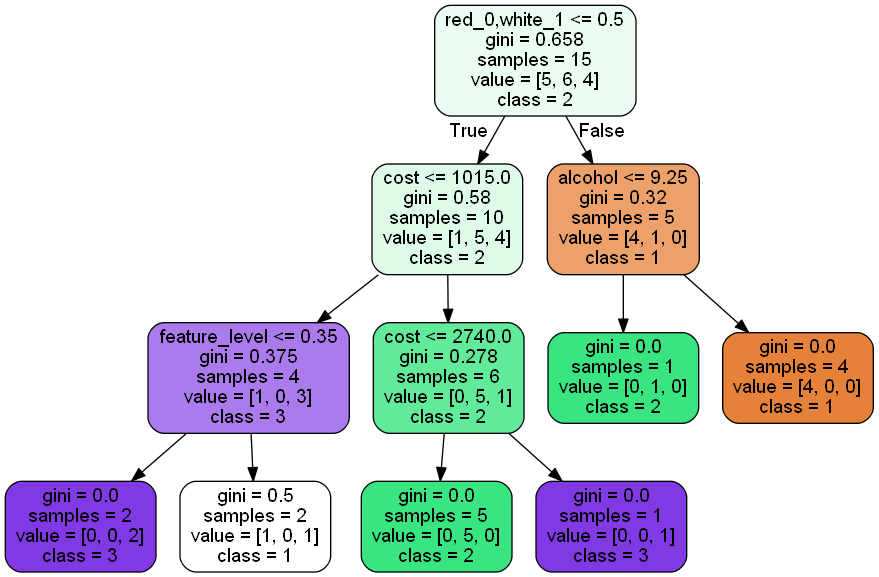 red_0,white_1 <= 0.5
gini = 0.658
samples = 15
value = [5, 6, 4]
class = 2
True
False
cost <= 1015.0
gini = 0.58
samples = 10
value = [1, 5, 4]
class = 2
alcohol <= 9.25
gini = 0.32
samples = 5
value = [4, 1, 0]
class = 1
feature_level <= 0.35
gini = 0.375
samples = 4
value = [1, 0, 3]
class = 3
cost <= 2740.0
gini = 0.278
samples = 6
value = [0, 5, 1]
class = 2
gini = 0.0
samples = 1
value = [0, 1, 0]
class = 2
gini = 0.0
samples = 4
value = [4, 0, 0]
class = 1
gini = 0.0
samples = 2
value = [0, 0, 2]
class = 3
gini = 0.5
samples = 2
value = [1, 0, 1]
class = 1
gini = 0.0
samples = 5
value = [0, 5, 0]
class = 2
gini = 0.0
samples = 1
value = [0, 0, 1]
class = 3